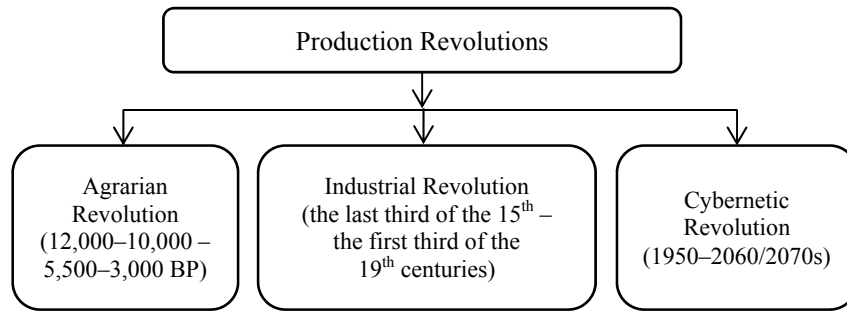 Production Revolutions
Agrarian
Revolution
(12,000–10,000 –
5,500–3,000 BP)
Industrial Revolution
(the last third of the 15th –
the first third of the
19th centuries)
Cybernetic
Revolution
(1950–2060/2070s)